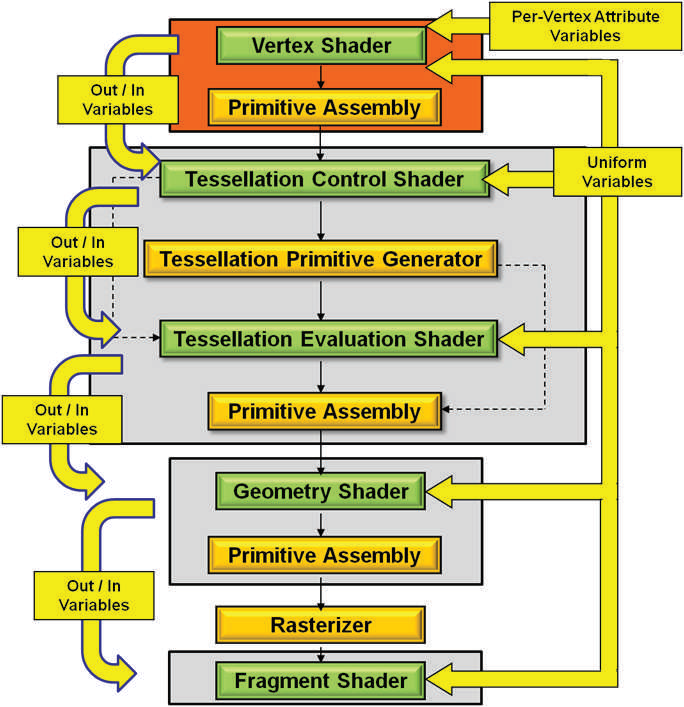 Per-Vertex Attribute
Variables
Vertex Shader
Out / In
Variables
Primitive Assembly
Uniform
Variables
Tessellation Control Shader
Out / In
Variables
Tessellation Primitive Generator
Tessellation Evaluation Shader
Out / In
Variables
Primitive Assembly
Geometry Shader
Primitive Assembly
Out / In
Variables
Rasterizer
Fragment Shader